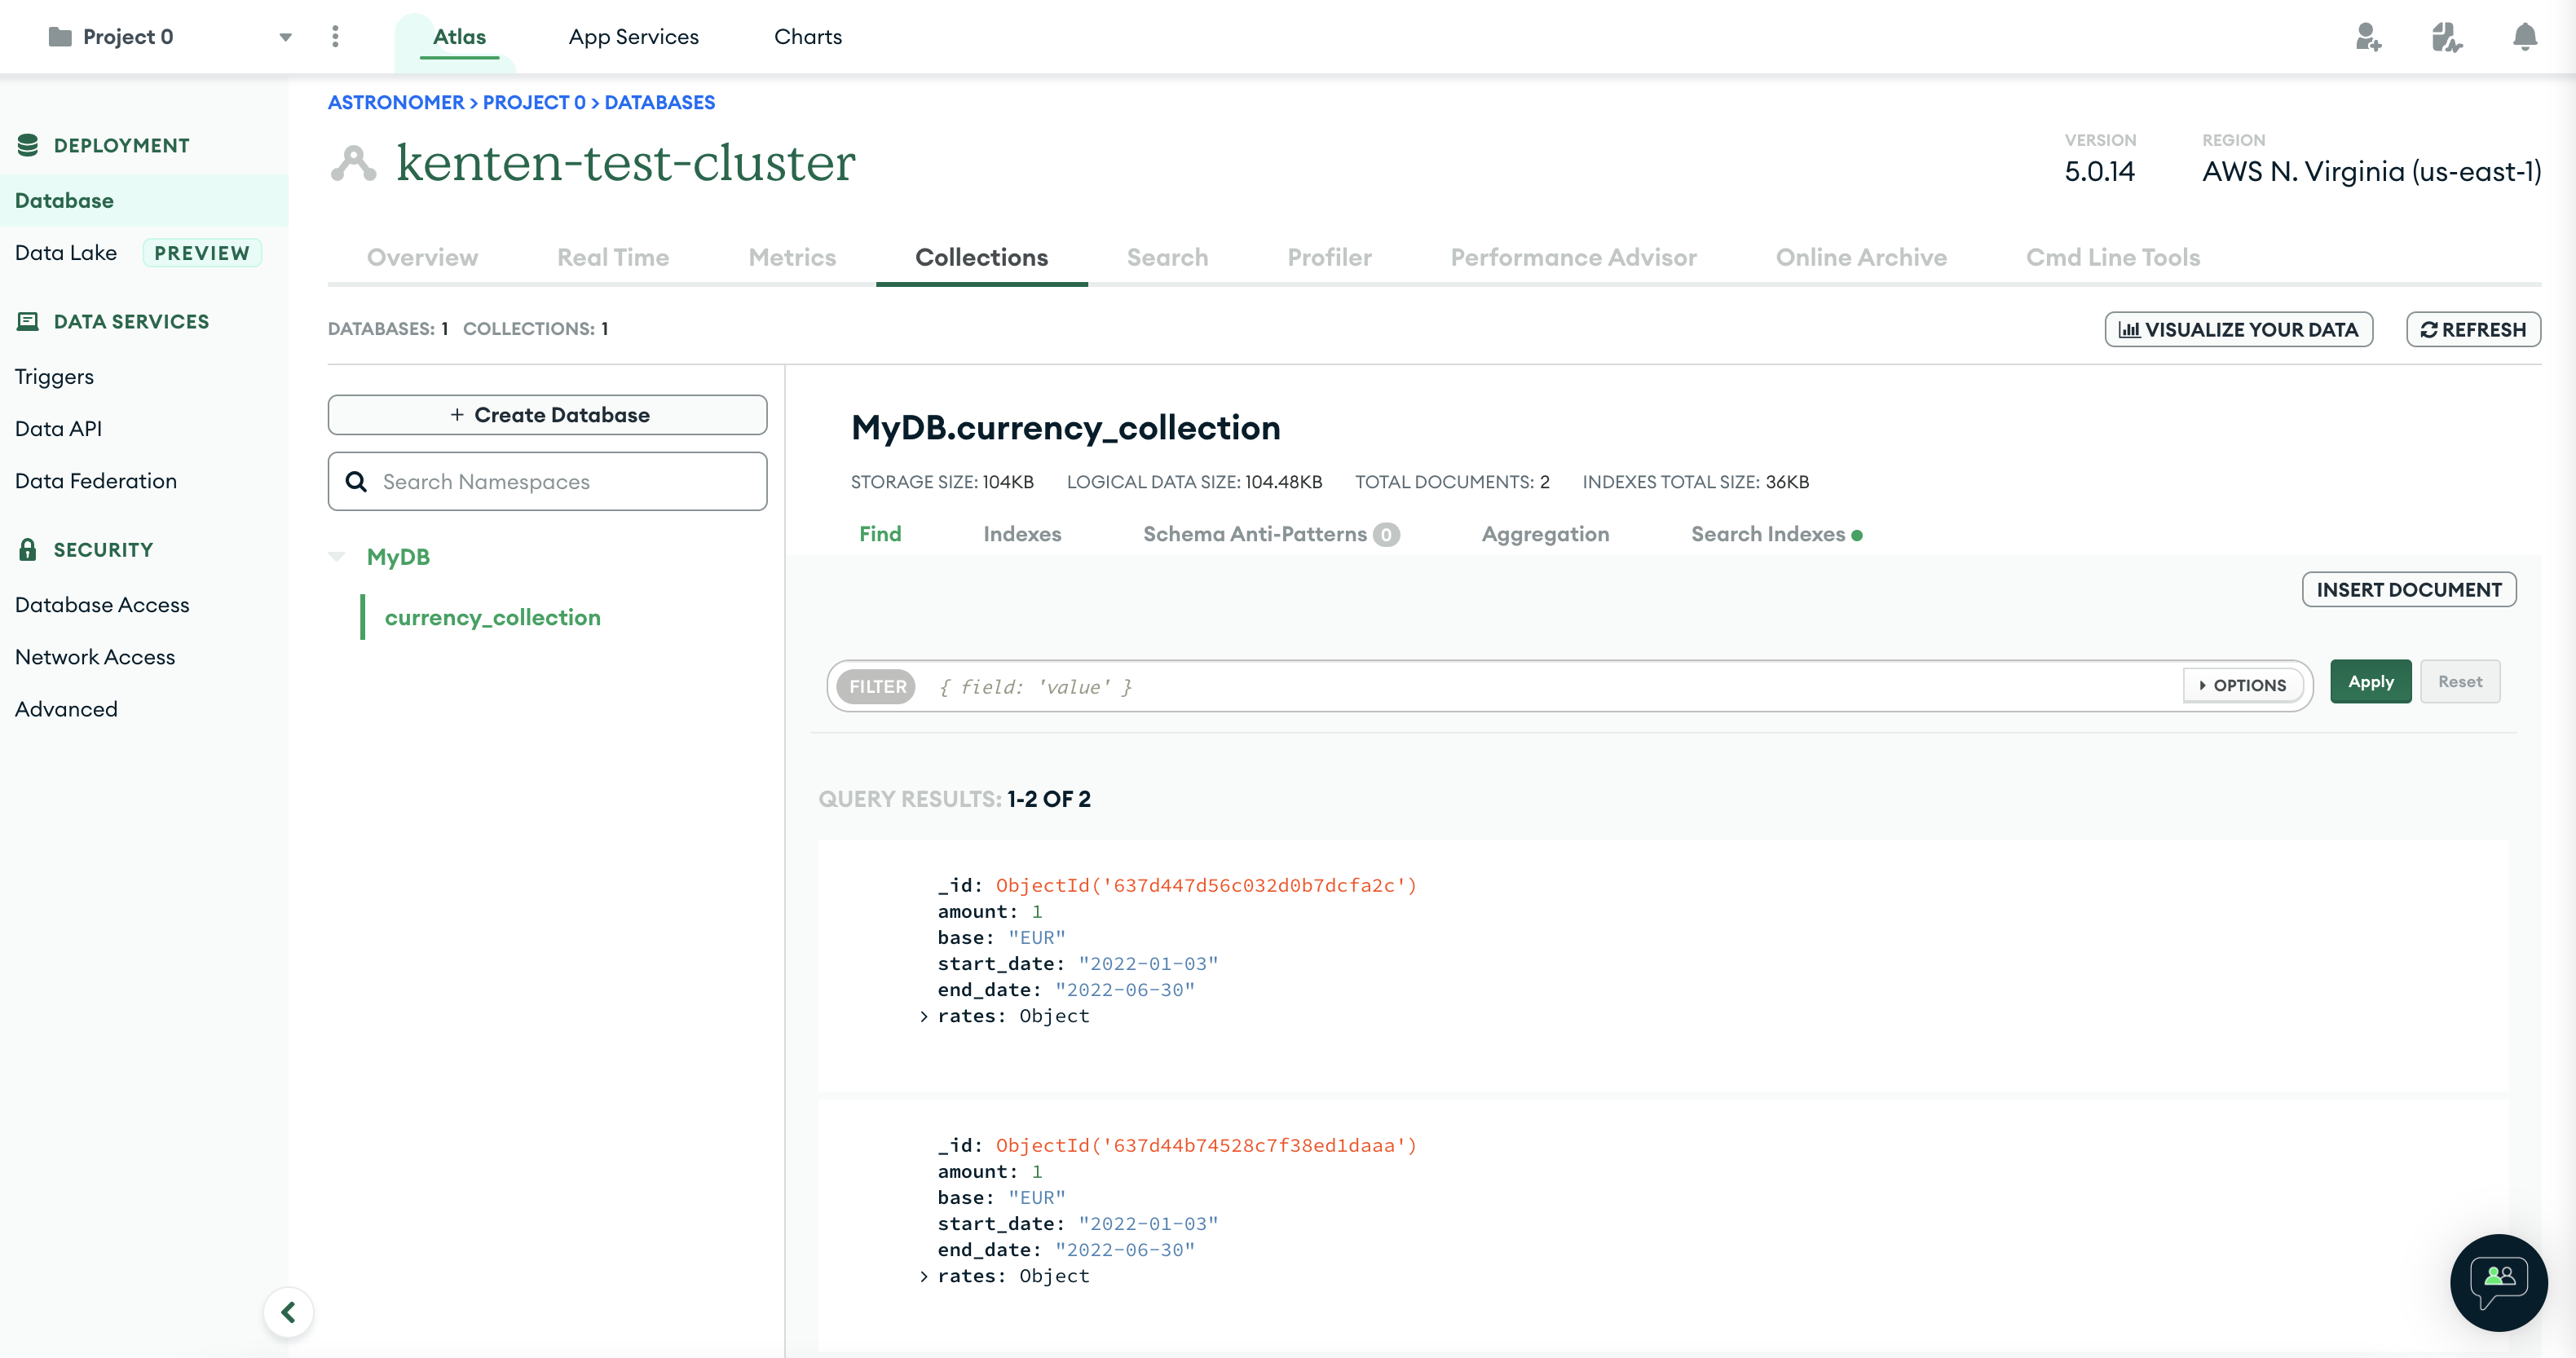 Project 0
Atlas
App Services
Charts
ASTRONOMER > PROJECT 0 > DATABASES
kenten-test-cluster
VERSION
5.0.14
REGION
AWS N. Virginia (us-east-1)
DEPLOYMENT
Database
Data Lake PREVIEW
DATA SERVICES
Triggers
Data API
Data Federation
SECURITY
Database Access
Network Access
Advanced
Overview Real Time Metrics Collections Search Profiler Performance Advisor Online Archive Cmd Line Tools
DATABASES: 1 COLLECTIONS: 1
VISUALIZE YOUR DATA
REFRESH
+ Create Database
Search Namespaces
MyDB
currency_collection
MyDB.currency_collection
STORAGE SIZE: 104KB LOGICAL DATA SIZE: 104.48KB TOTAL DOCUMENTS: 2 INDEXES TOTAL SIZE: 36KB
Find Indexes Schema Anti-Patterns 0 Aggregation Search Indexes
INSERT DOCUMENT
FILTER { field: 'value' } OPTIONS Apply Reset
QUERY RESULTS: 1-2 OF 2
_id: ObjectId('637d447d56c032d0b7dcfa2c')
amount: 1
base: "EUR"
start_date: "2022-01-03"
end_date: "2022-06-30"
> rates: Object
_id: ObjectId('637d44b74528c7f38ed1daaa')
amount: 1
base: "EUR"
start_date: "2022-01-03"
end_date: "2022-06-30"
> rates: Object